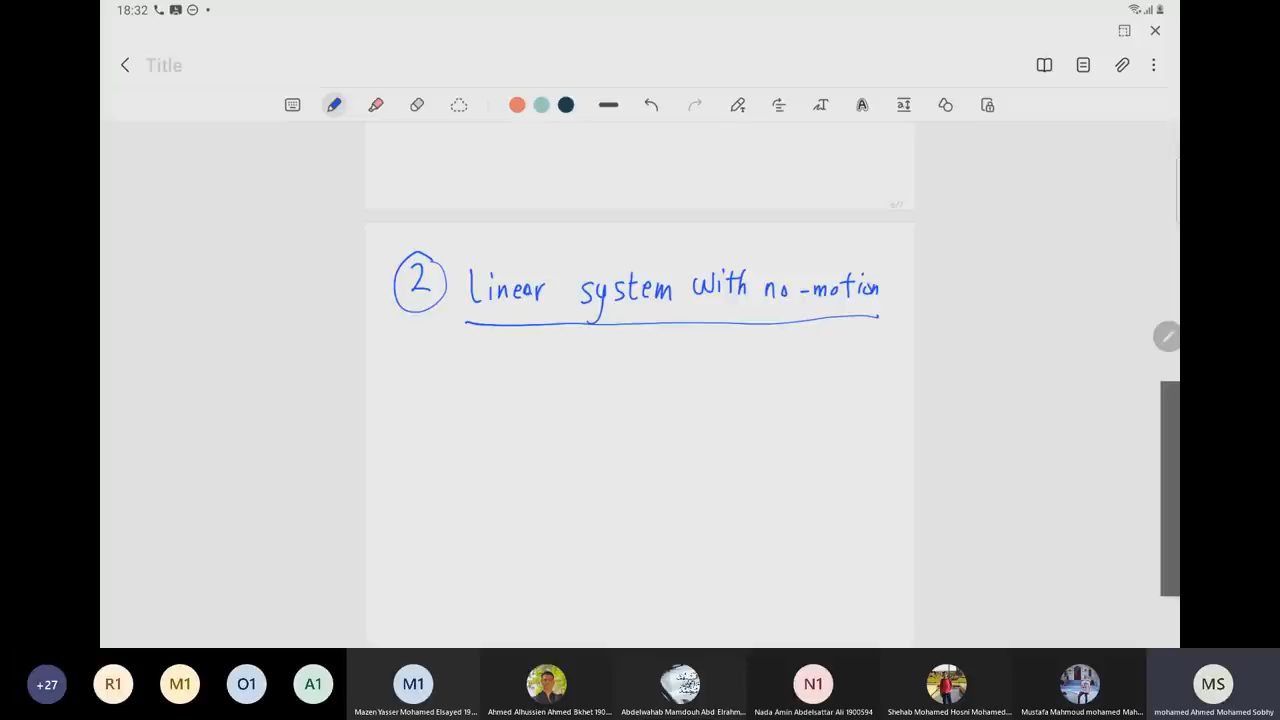 18:32
Title
6/7
2 Linear system with no-motion
+27
R1
M1
O1
A1
M1
N1
MS
Mazen Yasser Mohamed Elsayed 19...
Ahmed Alhussien Ahmed Bkhet 190...
Abdelwahab Mamdouh Abd Elrahm...
Nada Amin Abdelsattar Ali 1900594
Shehab Mohamed Hosni Mohamed...
Mustafa Mahmoud mohamed Mah...
mohamed Ahmed Mohamed Sobhy